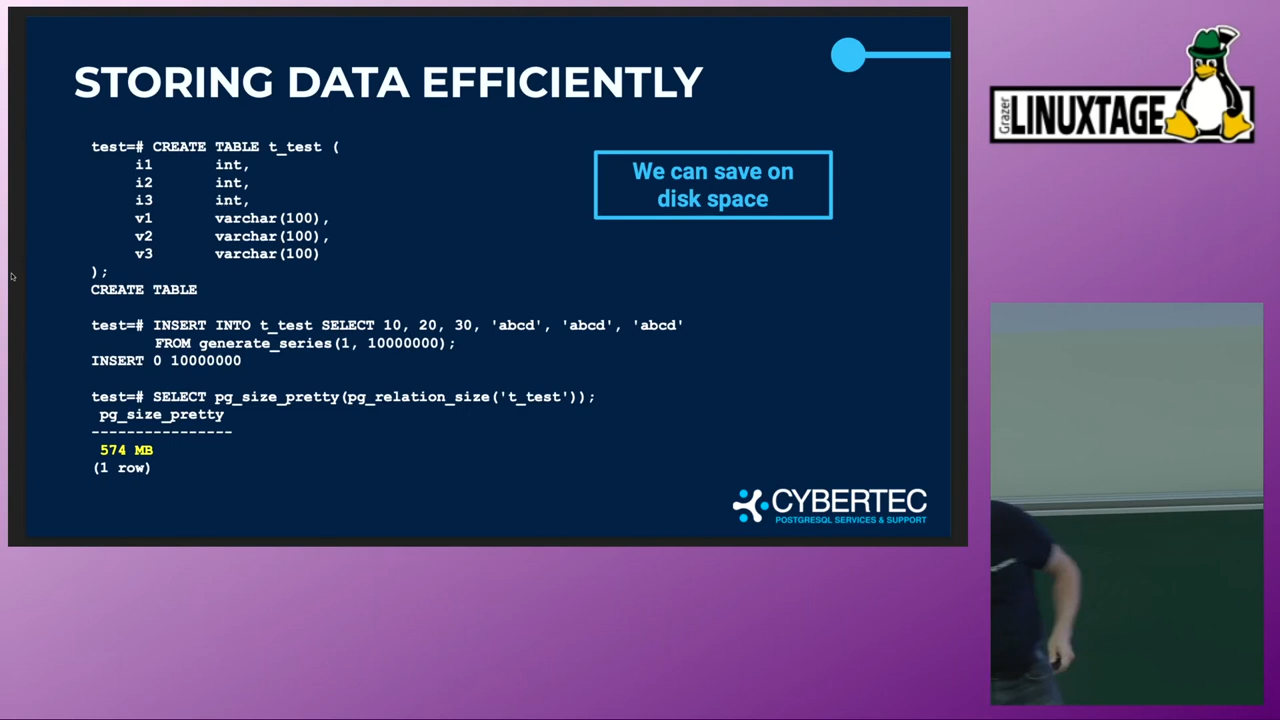 STORING DATA EFFICIENTLY
test=# CREATE TABLE t_test (
i1 int,
i2 int,
i3 int,
v1 varchar(100),
v2 varchar(100),
v3 varchar(100)
);
CREATE TABLE
test=# INSERT INTO t_test SELECT 10, 20, 30, 'abcd', 'abcd', 'abcd'
FROM generate_series(1, 10000000);
INSERT 0 10000000
test=# SELECT pg_size_pretty(pg_relation_size('t_test'));
pg_size_pretty
----------------
574 MB
(1 row)
We can save on
disk space
CYBERTEC
POSTGRESQL SERVICES & SUPPORT
Grazer
LINUXTAGE